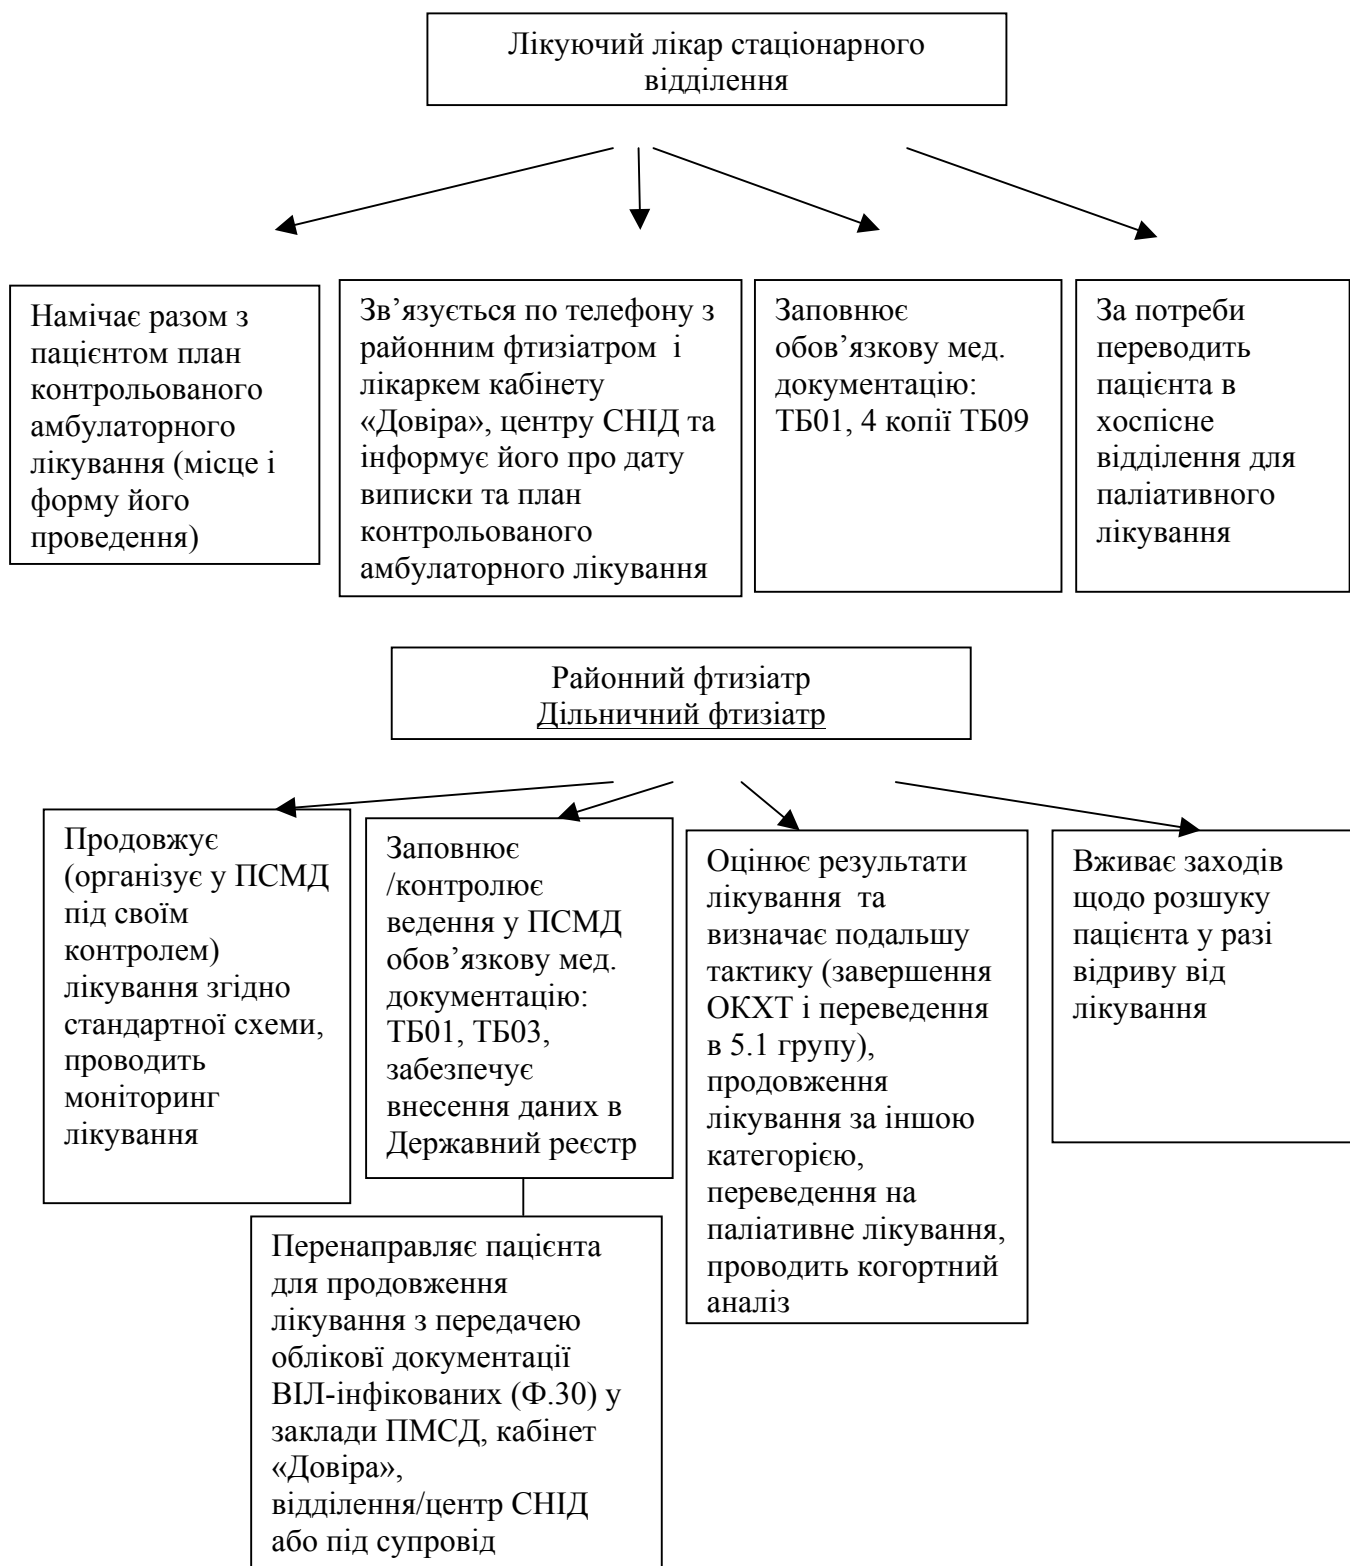 Лікуючий лікар стаціонарного
відділення
Намічає разом з
пацієнтом план
контрольованого
амбулаторного
лікування (місце і
форму його
проведення)
Зв’язується по телефону з
районним фтизіатром і
лікаркем кабінету
«Довіра», центру СНІД та
інформує його про дату
виписки та план
контрольованого
амбулаторного лікування
Заповнює
обов’язкову мед.
документацію:
ТБ01, 4 копії ТБ09
За потреби
переводить
пацієнта в
хоспісне
відділення для
паліативного
лікування
Районний фтизіатр
Дільничний фтизіатр
Продовжує
(організує у ПСМД
під своїм
контролем)
лікування згідно
стандартної схеми,
проводить
моніторинг
лікування
Заповнює
/контролює
ведення у ПСМД
обов’язкову мед.
документацію:
ТБ01, ТБ03,
забезпечує
внесення даних в
Державний реєстр
Оцінює результати
лікування та
визначає подальшу
тактику (завершення
ОКХТ і переведення
в 5.1 групу),
продовження
лікування за іншою
категорією,
переведення на
паліативне лікування,
проводить когортний
аналіз
Вживає заходів
щодо розшуку
пацієнта у разі
відриву від
лікування
Перенаправляє пацієнта
для продовження
лікування з передачею
обліковї документації
ВІЛ-інфікованих (Ф.30) у
заклади ПМСД, кабінет
«Довіра»,
відділення/центр СНІД
або під супровід